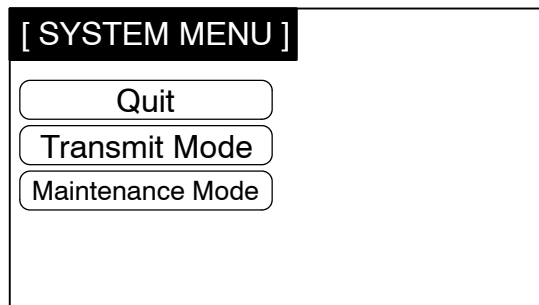 [ SYSTEM MENU ]
Quit
Transmit Mode
Maintenance Mode